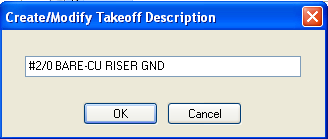 Create/Modify Takeoff Description
#2/0 BARE-CU RISER GND
OK
Cancel